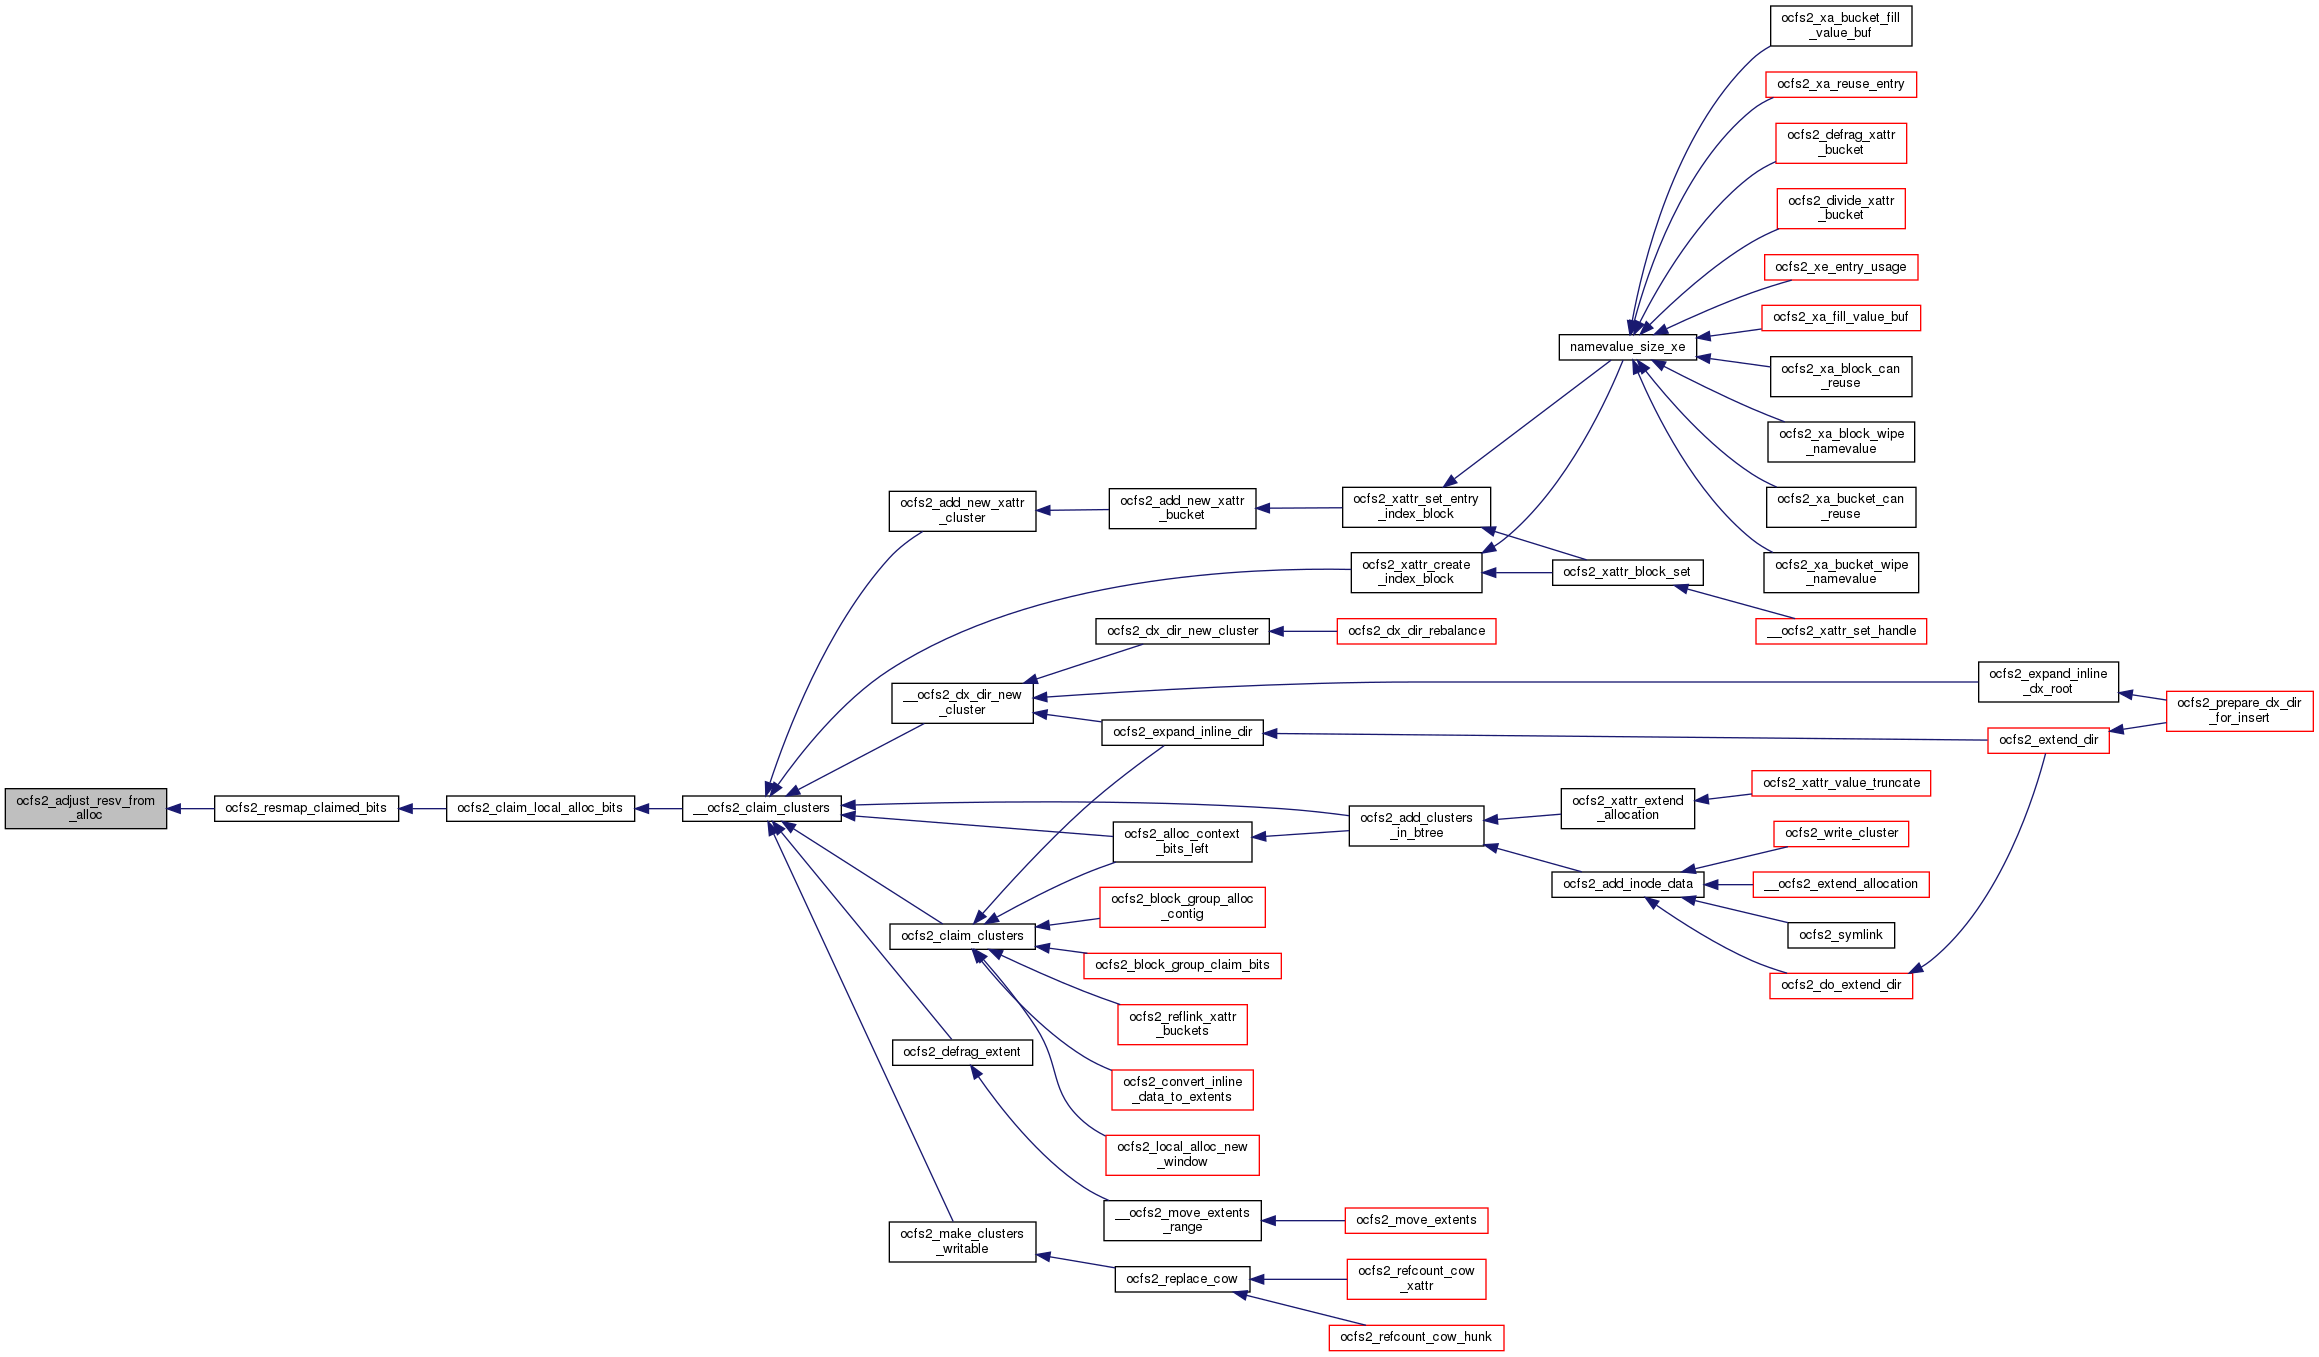 ocfs2_xa_bucket_fill
_value_buf
ocfs2_xa_reuse_entry
ocfs2_defrag_xattr
_bucket
ocfs2_divide_xattr
_bucket
ocfs2_xe_entry_usage
ocfs2_xa_fill_value_buf
namevalue_size_xe
ocfs2_xa_block_can
_reuse
ocfs2_xa_block_wipe
_namevalue
ocfs2_add_new_xattr
_cluster
ocfs2_add_new_xattr
_bucket
ocfs2_xattr_set_entry
_index_block
ocfs2_xa_bucket_can
_reuse
ocfs2_xattr_create
_index_block
ocfs2_xattr_block_set
ocfs2_xa_bucket_wipe
_namevalue
ocfs2_dx_dir_new_cluster
ocfs2_dx_dir_rebalance
__ocfs2_xattr_set_handle
__ocfs2_dx_dir_new
_cluster
ocfs2_expand_inline
_dx_root
ocfs2_prepare_dx_dir
_for_insert
ocfs2_expand_inline_dir
ocfs2_extend_dir
ocfs2_adjust_resv_from
_alloc
ocfs2_resmap_claimed_bits
ocfs2_claim_local_alloc_bits
__ocfs2_claim_clusters
ocfs2_xattr_extend
_allocation
ocfs2_xattr_value_truncate
ocfs2_add_clusters
_in_btree
ocfs2_alloc_context
_bits_left
ocfs2_write_cluster
ocfs2_add_inode_data
__ocfs2_extend_allocation
ocfs2_block_group_alloc
_contig
ocfs2_claim_clusters
ocfs2_symlink
ocfs2_block_group_claim_bits
ocfs2_do_extend_dir
ocfs2_reflink_xattr
_buckets
ocfs2_defrag_extent
ocfs2_convert_inline
_data_to_extents
ocfs2_local_alloc_new
_window
__ocfs2_move_extents
_range
ocfs2_move_extents
ocfs2_make_clusters
_writable
ocfs2_replace_cow
ocfs2_refcount_cow
_xattr
ocfs2_refcount_cow_hunk